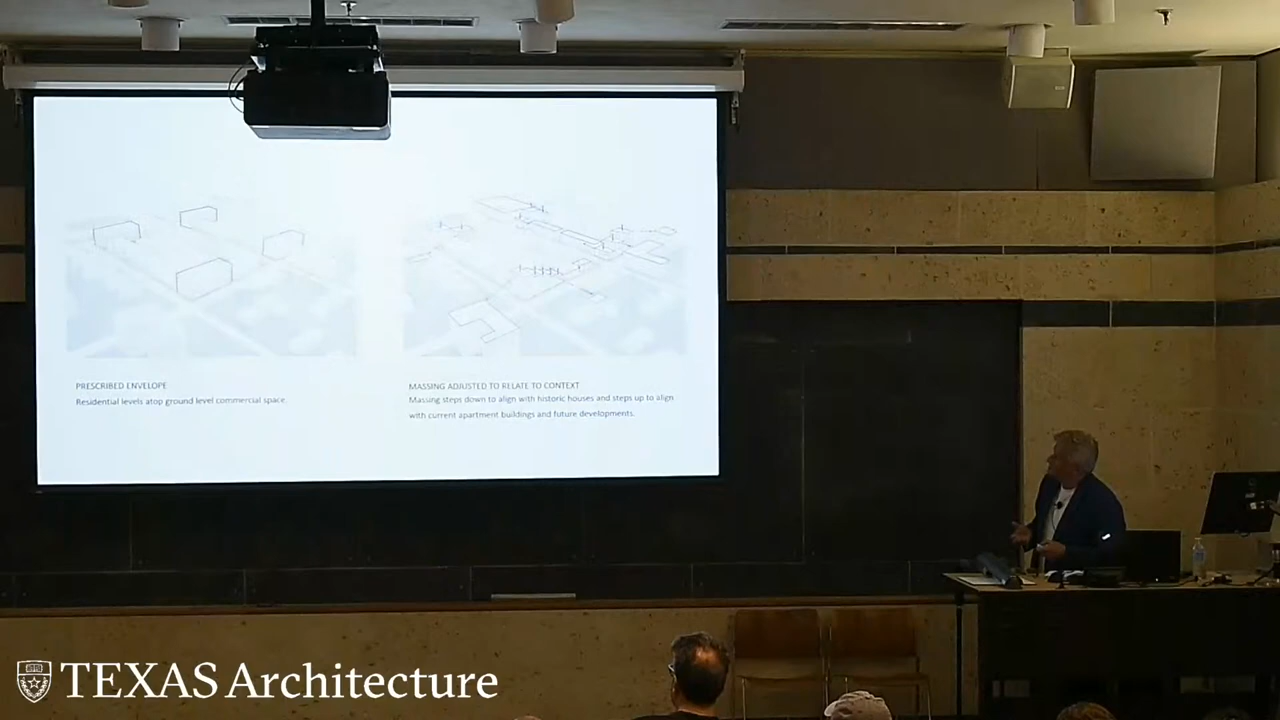 PRESCRIBED ENVELOPE
Residential levels atop ground level commercial space.
MASSING ADJUSTED TO RELATE TO CONTEXT
Massing steps down to align with historic houses and steps up to align
with current apartment buildings and future developments.
TEXAS Architecture